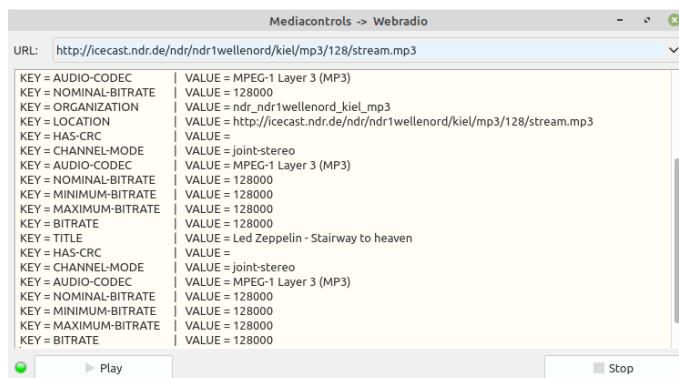 Mediacontrols -> Webradio
URL: http://icecast.ndr.de/ndr/ndr1wellenord/kiel/mp3/128/stream.mp3
KEY = AUDIO-CODEC | VALUE = MPEG-1 Layer 3 (MP3)
KEY = NOMINAL-BITRATE | VALUE = 128000
KEY = ORGANIZATION | VALUE = ndr_ndr1wellenord_kiel_mp3
KEY = LOCATION | VALUE = http://icecast.ndr.de/ndr/ndr1wellenord/kiel/mp3/128/stream.mp3
KEY = HAS-CRC | VALUE =
KEY = CHANNEL-MODE | VALUE = joint-stereo
KEY = AUDIO-CODEC | VALUE = MPEG-1 Layer 3 (MP3)
KEY = NOMINAL-BITRATE | VALUE = 128000
KEY = MINIMUM-BITRATE | VALUE = 128000
KEY = MAXIMUM-BITRATE | VALUE = 128000
KEY = BITRATE | VALUE = 128000
KEY = TITLE | VALUE = Led Zeppelin - Stairway to heaven
KEY = HAS-CRC | VALUE =
KEY = CHANNEL-MODE | VALUE = joint-stereo
KEY = AUDIO-CODEC | VALUE = MPEG-1 Layer 3 (MP3)
KEY = NOMINAL-BITRATE | VALUE = 128000
KEY = MINIMUM-BITRATE | VALUE = 128000
KEY = MAXIMUM-BITRATE | VALUE = 128000
KEY = BITRATE | VALUE = 128000
Play Stop